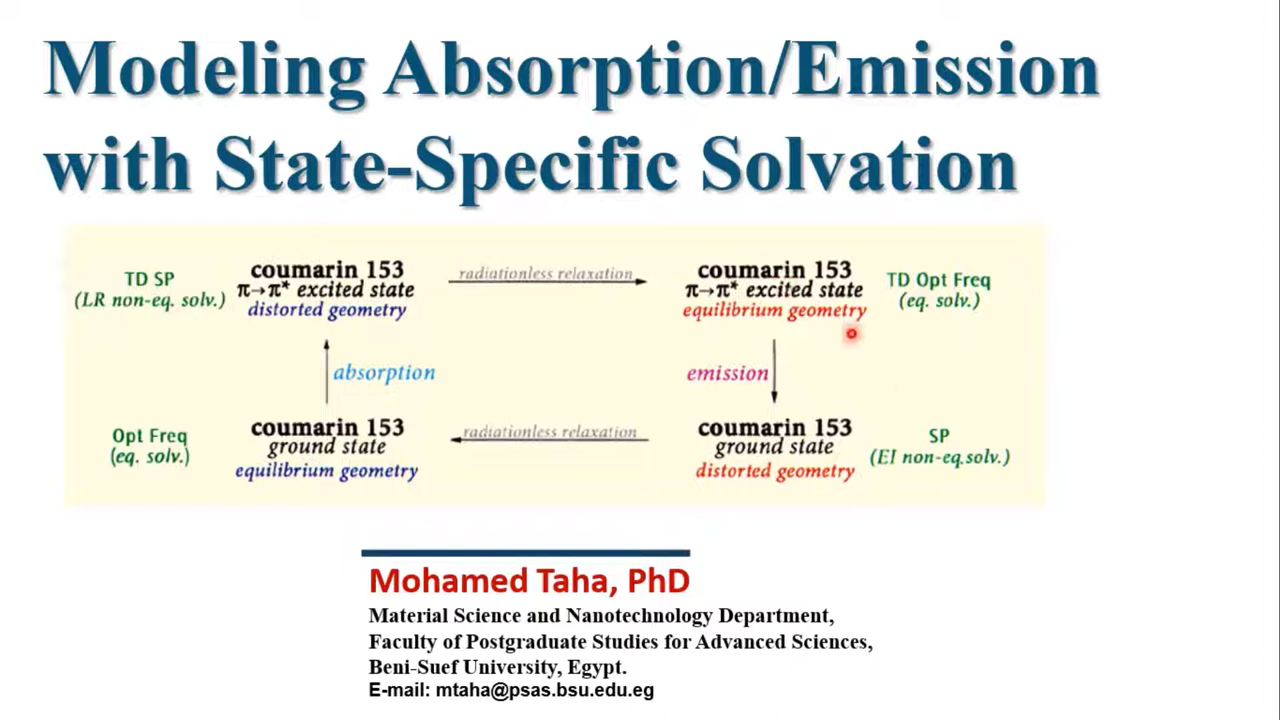 Modeling Absorption/Emission
with State-Specific Solvation
TD SP
(LR non-eq. solv.)
coumarin 153
π→π* excited state
distorted geometry
radiationless relaxation
coumarin 153
π→π* excited state
equilibrium geometry
TD Opt Freq
(eq. solv.)
absorption
emission
Opt Freq
(eq. solv.)
coumarin 153
ground state
equilibrium geometry
radiationless relaxation
coumarin 153
ground state
distorted geometry
SP
(EI non-eq.solv.)
Mohamed Taha, PhD
Material Science and Nanotechnology Department,
Faculty of Postgraduate Studies for Advanced Sciences,
Beni-Suef University, Egypt.
E-mail: mtaha@psas.bsu.edu.eg